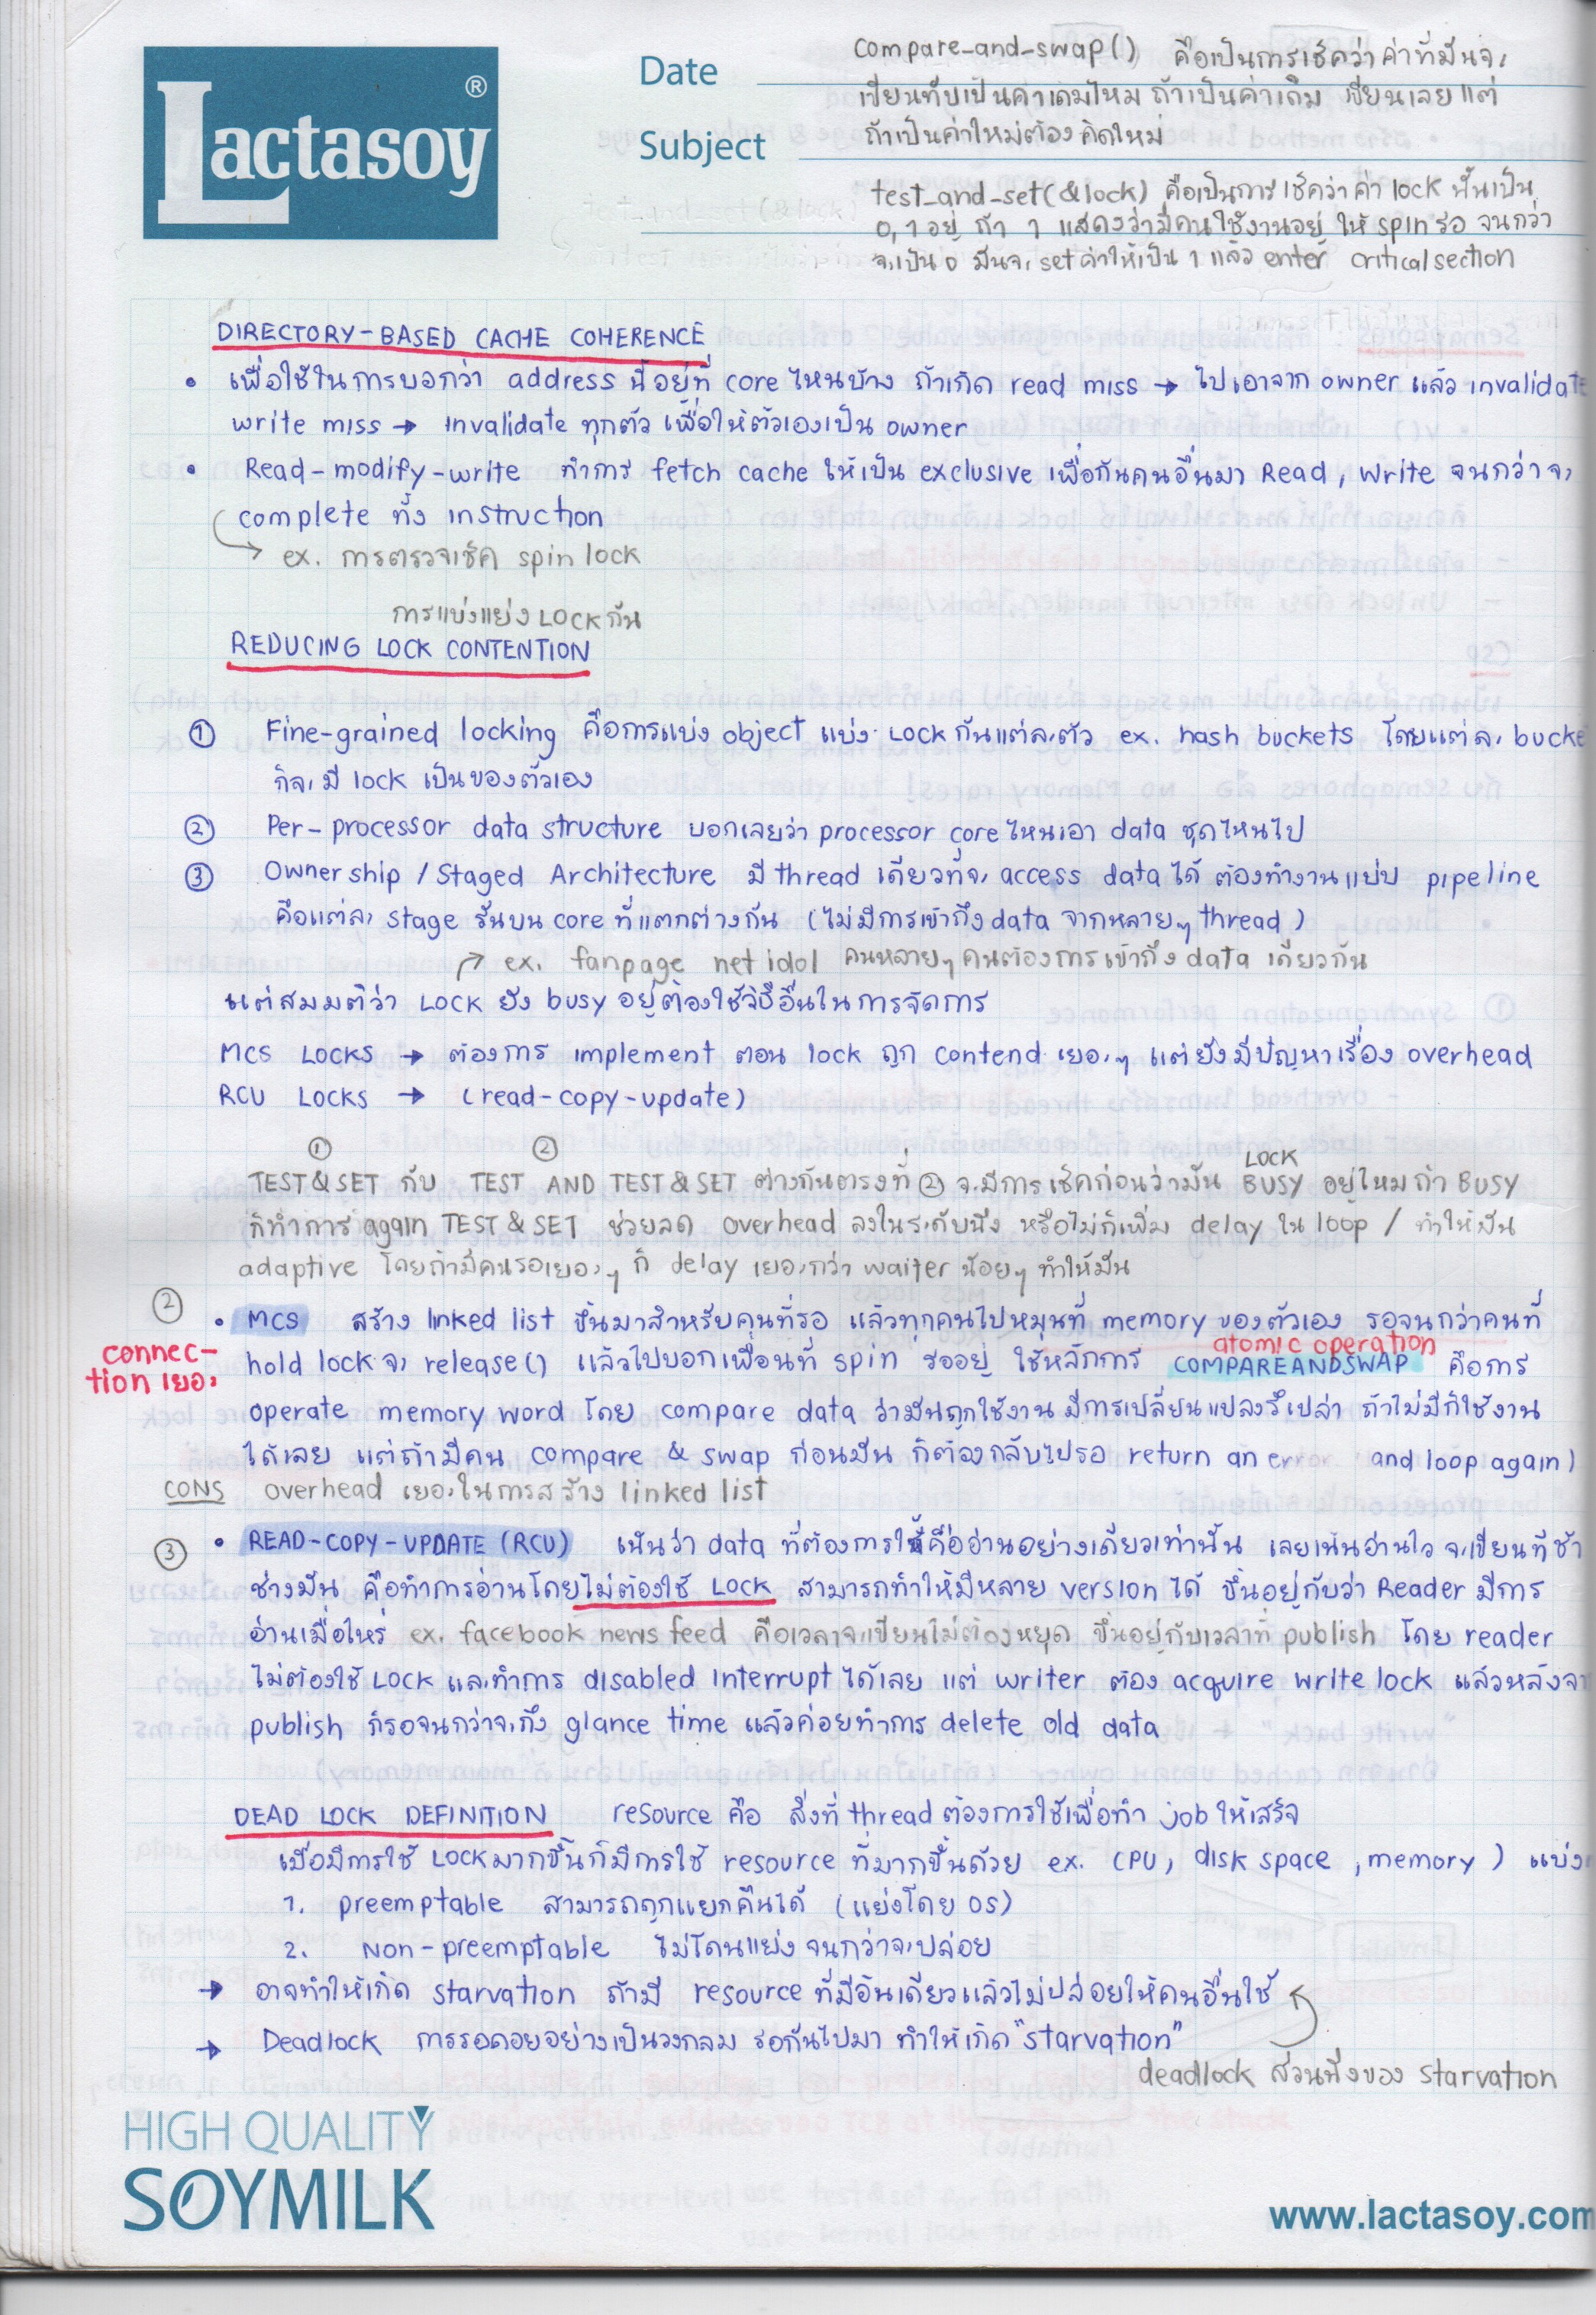 Lactasoy®
Date
Subject
compare_and_swap() คือเป็นการเช็คว่าค่าที่มันจะ
เขียนทับเป็นค่าเดิมไหม ถ้าเป็นค่าเดิม เขียนเลย แต่
ถ้าเป็นค่าใหม่ต้องคิดใหม่
test_and_set(&lock) คือเป็นการเช็คว่าค่า lock นั้นเป็น
0,1 อยู่ ถ้า 1 แสดงว่ามีคนใช้งานอยู่ ให้ spin รอ จนกว่า
จะเป็น 0 มันจะ set ค่าให้เป็น 1 แล้ว enter critical section
DIRECTORY-BASED CACHE COHERENCE
• เพื่อใช้ในการบอกว่า address นี้อยู่ที่ core ไหนบ้าง ถ้าเกิด read miss → ไปเอาจาก owner แล้ว invalidate
write miss → invalidate ทุกตัว เพื่อให้ตัวเองเป็น owner
• Read-modify-write ทำการ fetch cache ให้เป็น exclusive เพื่อกันคนอื่นมา Read, Write จนกว่าจะ
complete ทั้ง instruction
→ ex. การตรวจเช็ค spin lock
การแบ่งแย่ง LOCK กัน
REDUCING LOCK CONTENTION
① Fine-grained locking คือการแบ่ง object แบ่ง LOCK กันแต่ละตัว ex. hash buckets โดยแต่ละ bucke
ก็จะมี lock เป็นของตัวเอง
② Per-processor data structure บอกเลยว่า processor core ไหนเอา data ชุดไหนไป
③ Ownership / Staged Architecture มี thread เดียวที่จะ access data ได้ ต้องทำงานแบบ pipeline
คือแต่ละ stage รันบน core ที่แตกต่างกัน (ไม่มีการเข้าถึง data จากหลายๆ thread)
↱ ex. fanpage net idol คนหลายๆ คนต้องการเข้าถึง data เดียวกัน
แต่สมมติว่า LOCK ยัง busy อยู่ต้องใช้วิธีอื่นในการจัดการ
MCS LOCKS → ต้องการ implement ตอน lock ถูก contend เยอะๆ แต่ยังมีปัญหาเรื่อง overhead
RCU LOCKS → (read-copy-update)
① ②
TEST&SET กับ TEST AND TEST&SET ต่างกันตรงที่ ② จะมีการเช็คก่อนว่ามัน LOCK BUSY อยู่ไหมถ้า BUSY
ก็ทำการ again TEST & SET ช่วยลด overhead ลงในระดับนึง หรือไม่ก็เพิ่ม delay ใน loop / ทำให้มัน
adaptive โดยถ้ามีคนรอเยอะๆ ก็ delay เยอะกว่า waiter น้อยๆ ทำให้มัน
② • MCS สร้าง linked list ขึ้นมาสำหรับคนที่รอ แล้วทุกคนไปหมุนที่ memory ของตัวเอง รอจนกว่าคนที่
connec-
tion เยอะ
atomic operation
hold lock จะ release() แล้วไปบอกเพื่อนที่ spin รออยู่ ใช้หลักการ COMPAREANDSWAP คือการ
operate memory word โดย compare data ว่ามันถูกใช้งาน มีการเปลี่ยนแปลงรึเปล่า ถ้าไม่มีก็ใช้งาน
ได้เลย แต่ถ้ามีคน compare & swap ก่อนมัน ก็ต้องกลับไปรอ return an error and loop again)
CONS overhead เยอะในการสร้าง linked list
③ • READ-COPY-UPDATE (RCU) เน้นว่า data ที่ต้องการใช้คืออ่านอย่างเดียวเท่านั้น เลยเน้นอ่านไว จะเขียนทีช้า
ช่างมัน คือทำการอ่านโดยไม่ต้องใช้ LOCK สามารถทำให้มีหลาย version ได้ ขึ้นอยู่กับว่า Reader มีการ
อ่านเมื่อไหร่ ex. facebook news feed คือเวลาจะเขียนไม่ต้องหยุด ขึ้นอยู่กับเวลาที่ publish โดย reader
ไม่ต้องใช้ LOCK และทำการ disabled interrupt ได้เลย แต่ writer ต้อง acquire write lock แล้วหลังจา
publish ก็รอจนกว่าจะถึง glance time แล้วค่อยทำการ delete old data
DEAD LOCK DEFINITION resource คือ สิ่งที่ thread ต้องการใช้เพื่อทำ job ให้เสร็จ
เมื่อมีการใช้ LOCK มากขึ้นก็มีการใช้ resource ที่มากขึ้นด้วย ex. CPU, disk space, memory) แบ่ง
1. preemptable สามารถถูกแยกคืนได้ (แย่งโดย OS)
2. Non-preemptable ไม่โดนแย่ง จนกว่าจะปล่อย
→ อาจทำให้เกิด starvation ถ้ามี resource ที่มีอันเดียวแล้วไม่ปล่อยให้คนอื่นใช้
→ Deadlock การรอคอยอย่างเป็นวงกลม รอกันไปมา ทำให้เกิด "starvation"
deadlock ส่วนนึงของ starvation
HIGH QUALITY
SOYMILK
www.lactasoy.com